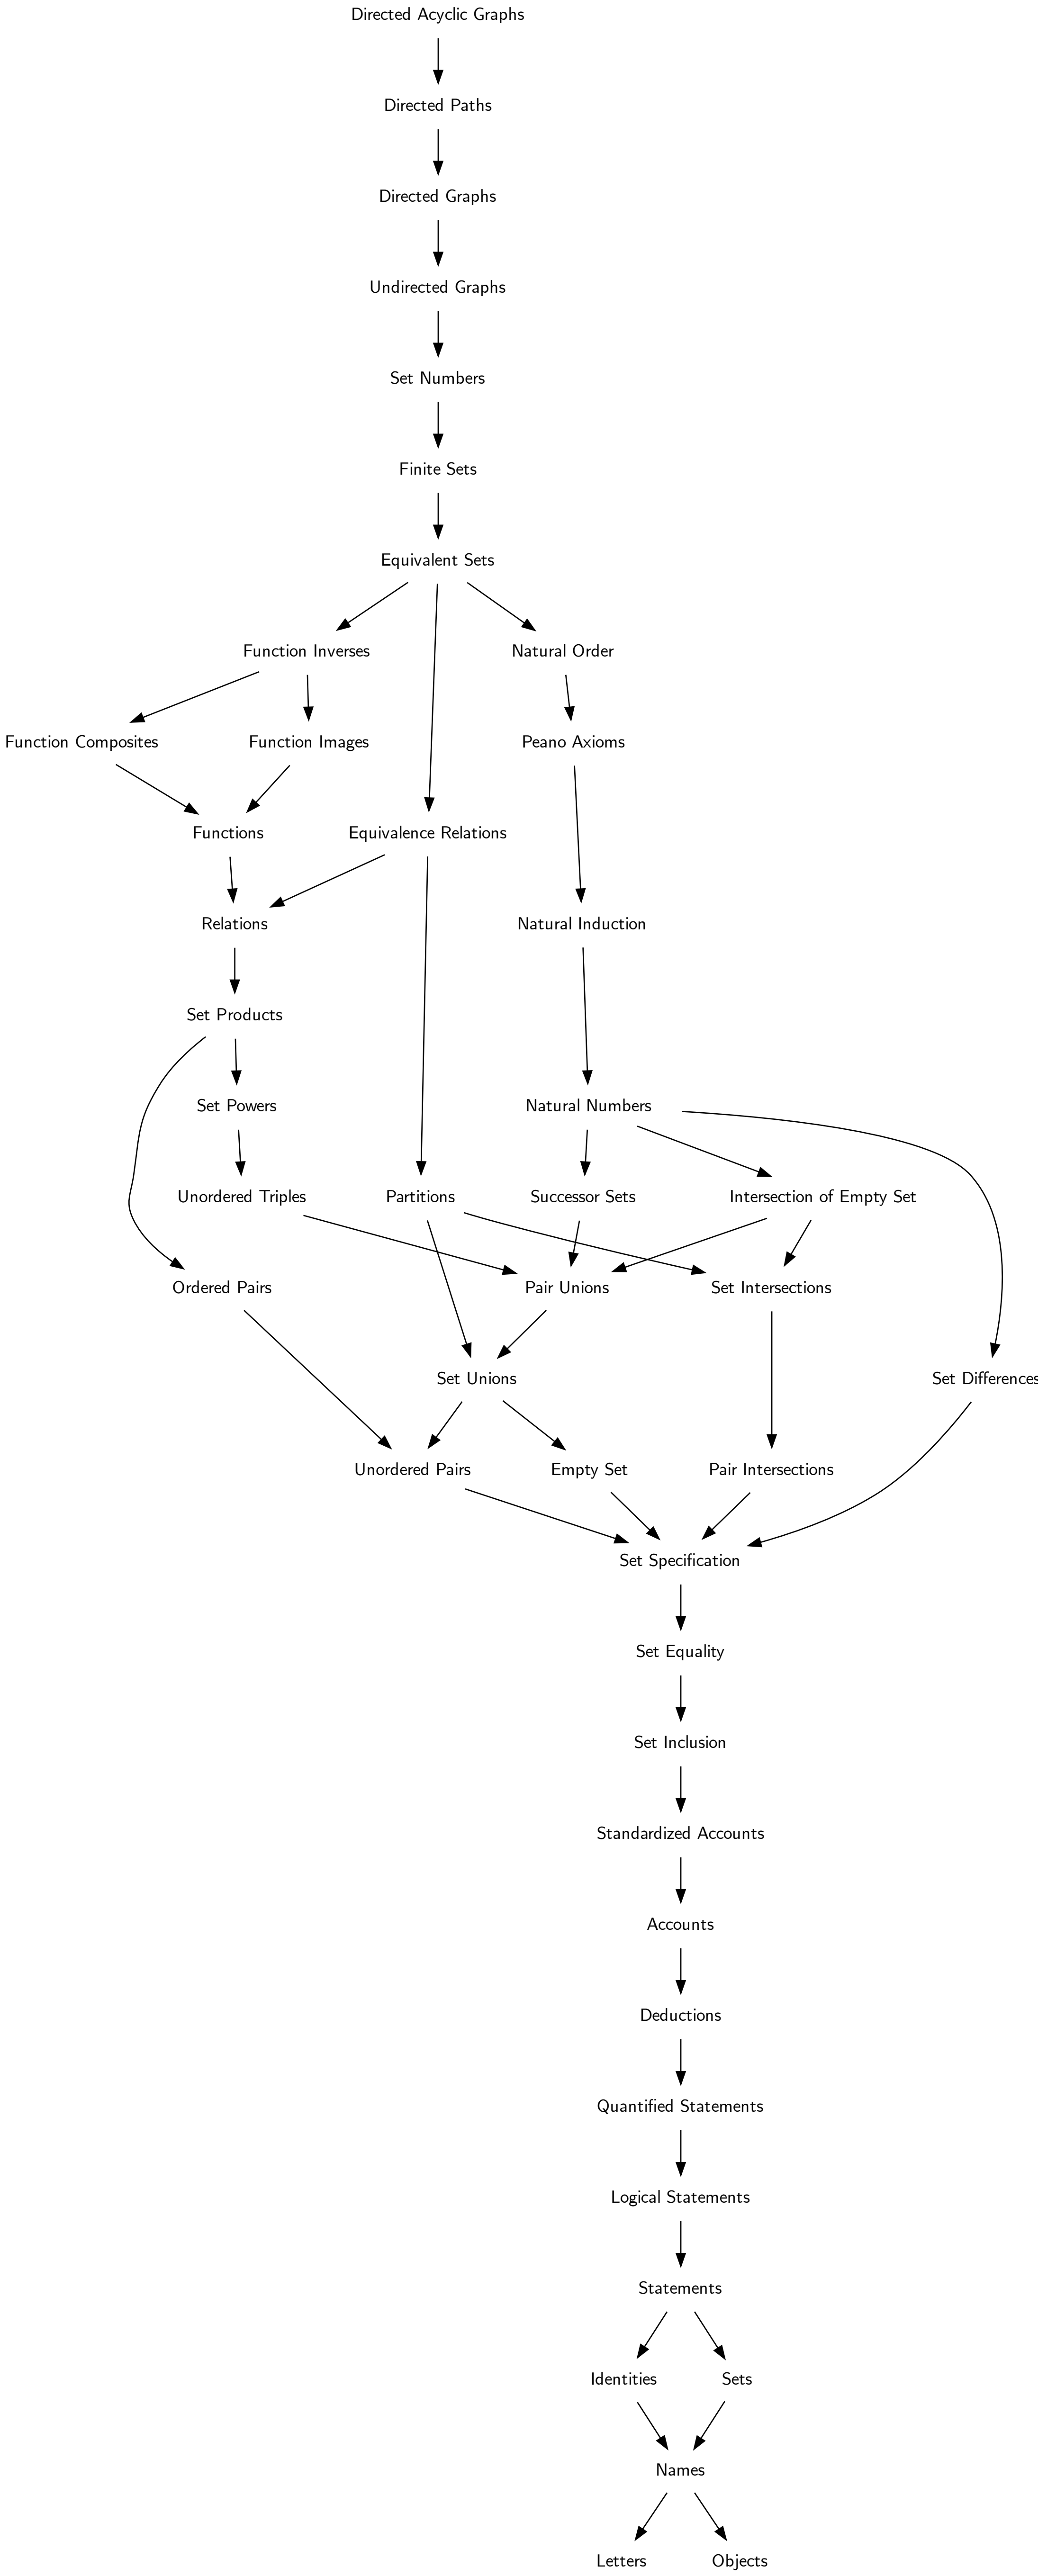 Directed Acyclic Graphs
Directed Paths
Directed Graphs
Undirected Graphs
Set Numbers
Finite Sets
Equivalent Sets
Function Inverses
Natural Order
Function Composites
Function Images
Peano Axioms
Functions
Equivalence Relations
Relations
Natural Induction
Set Products
Set Powers
Natural Numbers
Unordered Triples
Partitions
Successor Sets
Intersection of Empty Set
Ordered Pairs
Pair Unions
Set Intersections
Set Unions
Set Differences
Unordered Pairs
Empty Set
Pair Intersections
Set Specification
Set Equality
Set Inclusion
Standardized Accounts
Accounts
Deductions
Quantified Statements
Logical Statements
Statements
Identities
Sets
Names
Letters
Objects